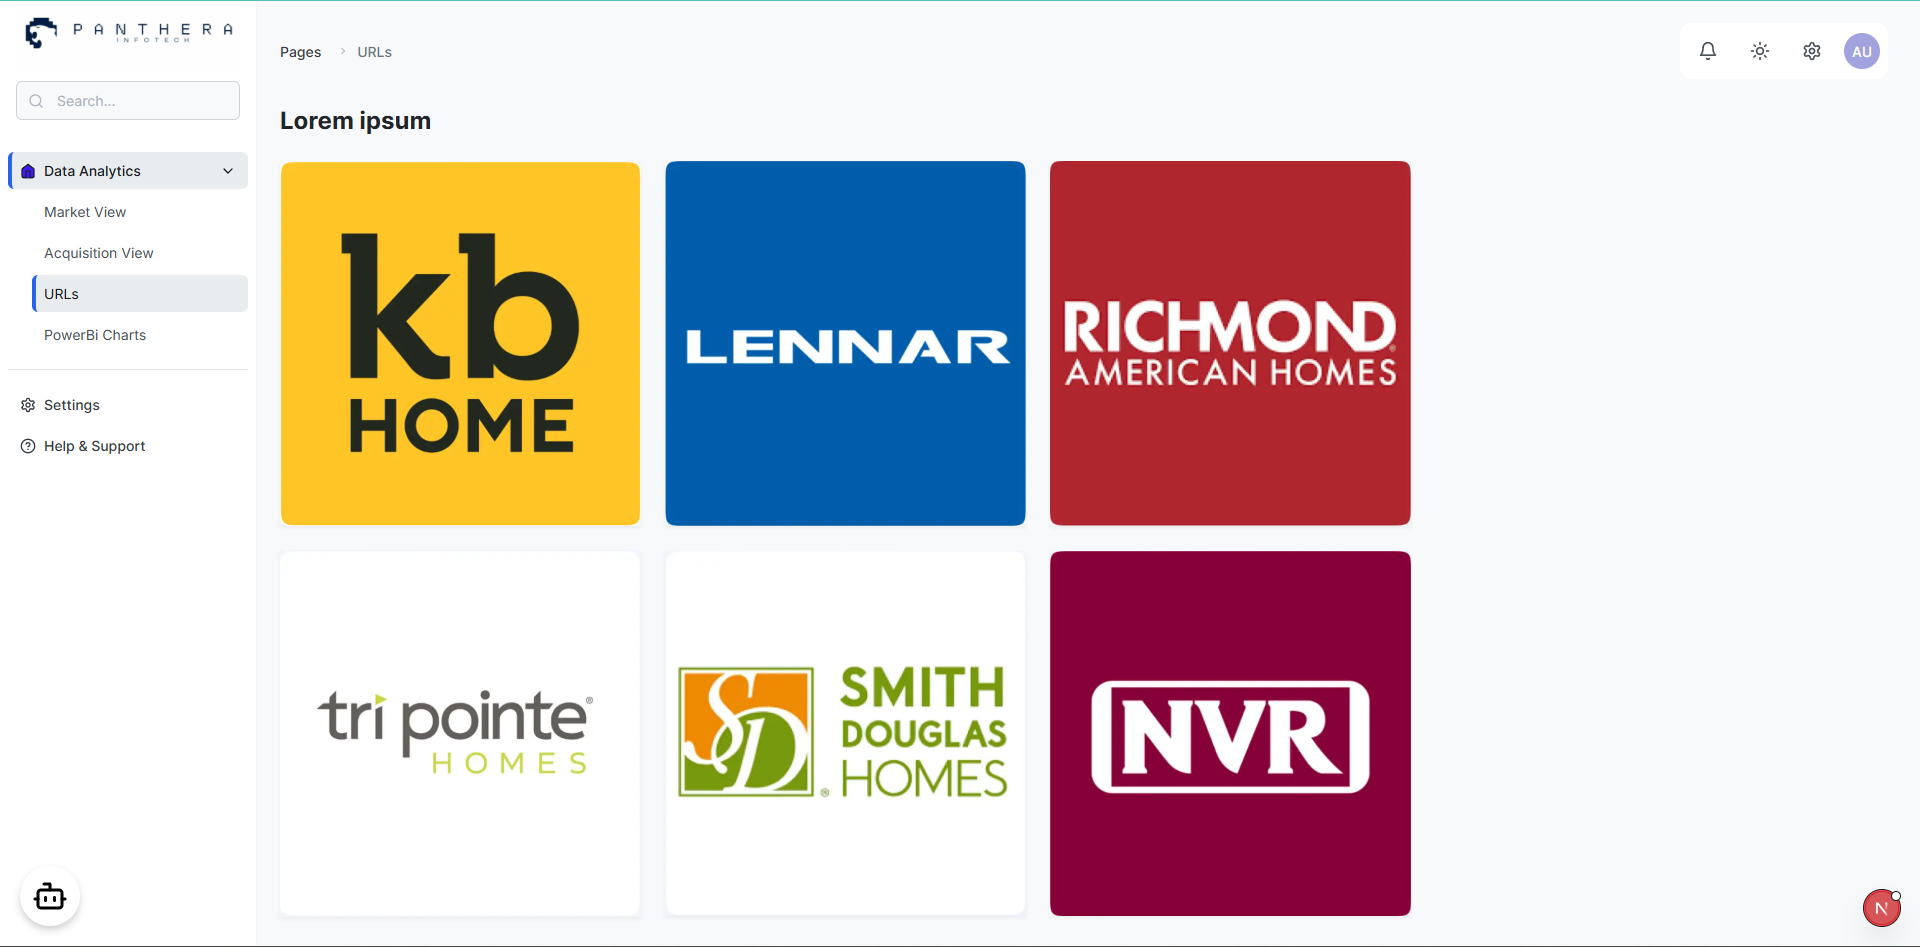 PANTHERA
INFOTECH
Search...
Data Analytics
Market View
Acquisition View
URLs
PowerBi Charts
Settings
Help & Support
Pages
URLs
AU
Lorem ipsum
kb
HOME
LENNAR
RICHMOND
AMERICAN HOMES
tri pointe®
HOMES
SD®
SMITH
DOUGLAS
HOMES
NVR
N